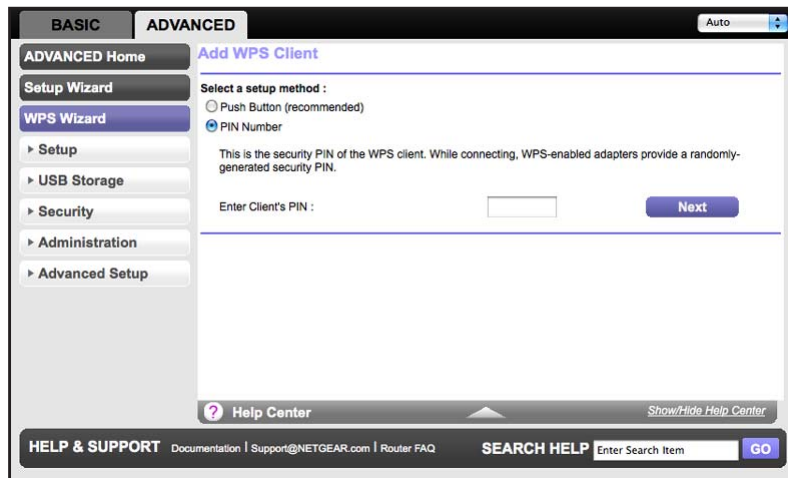 BASIC
ADVANCED
Auto
ADVANCED Home
Setup Wizard
WPS Wizard
Setup
USB Storage
Security
Administration
Advanced Setup
Add WPS Client
Select a setup method :
Push Button (recommended)
PIN Number
This is the security PIN of the WPS client. While connecting, WPS-enabled adapters provide a randomly-
generated security PIN.
Enter Client's PIN :
Next
? Help Center
Show/Hide Help Center
HELP & SUPPORT Documentation | Support@NETGEAR.com | Router FAQ
SEARCH HELP Enter Search Item GO